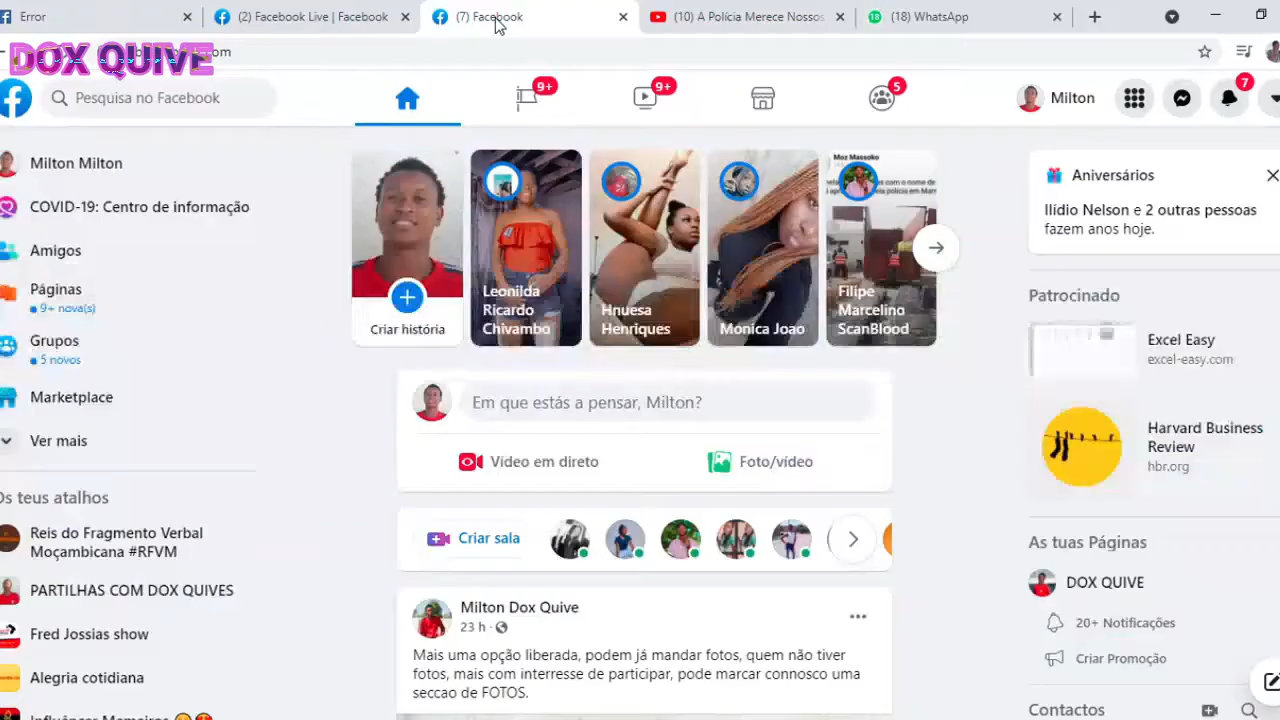 Error
(2) Facebook Live | Facebook
(7) Facebook
(10) A Polícia Merece Nossos
(18) WhatsApp
DOX QUIVE
om
Pesquisa no Facebook
9+
9+
5
Milton
7
Milton Milton
COVID-19: Centro de informação
Amigos
Páginas
9+ nova(s)
Grupos
5 novos
Marketplace
Ver mais
Os teus atalhos
Reis do Fragmento Verbal
Moçambicana #RFVM
PARTILHAS COM DOX QUIVES
Fred Jossias show
Alegria cotidiana
Criar história
Leonilda
Ricardo
Chivambo
Hnuesa
Henriques
Monica Joao
Moz Massoko
Filipe
Marcelino
ScanBlood
Em que estás a pensar, Milton?
Vídeo em direto
Foto/vídeo
Criar sala
Milton Dox Quive
23 h ·
Mais uma opção liberada, podem já mandar fotos, quem não tiver
fotos, mais com interresse de participar, pode marcar connosco uma
seccao de FOTOS.
Aniversários
Ilídio Nelson e 2 outras pessoas
fazem anos hoje.
Patrocinado
Excel Easy
excel-easy.com
Harvard Business
Review
hbr.org
As tuas Páginas
DOX QUIVE
20+ Notificações
Criar Promoção
Contactos